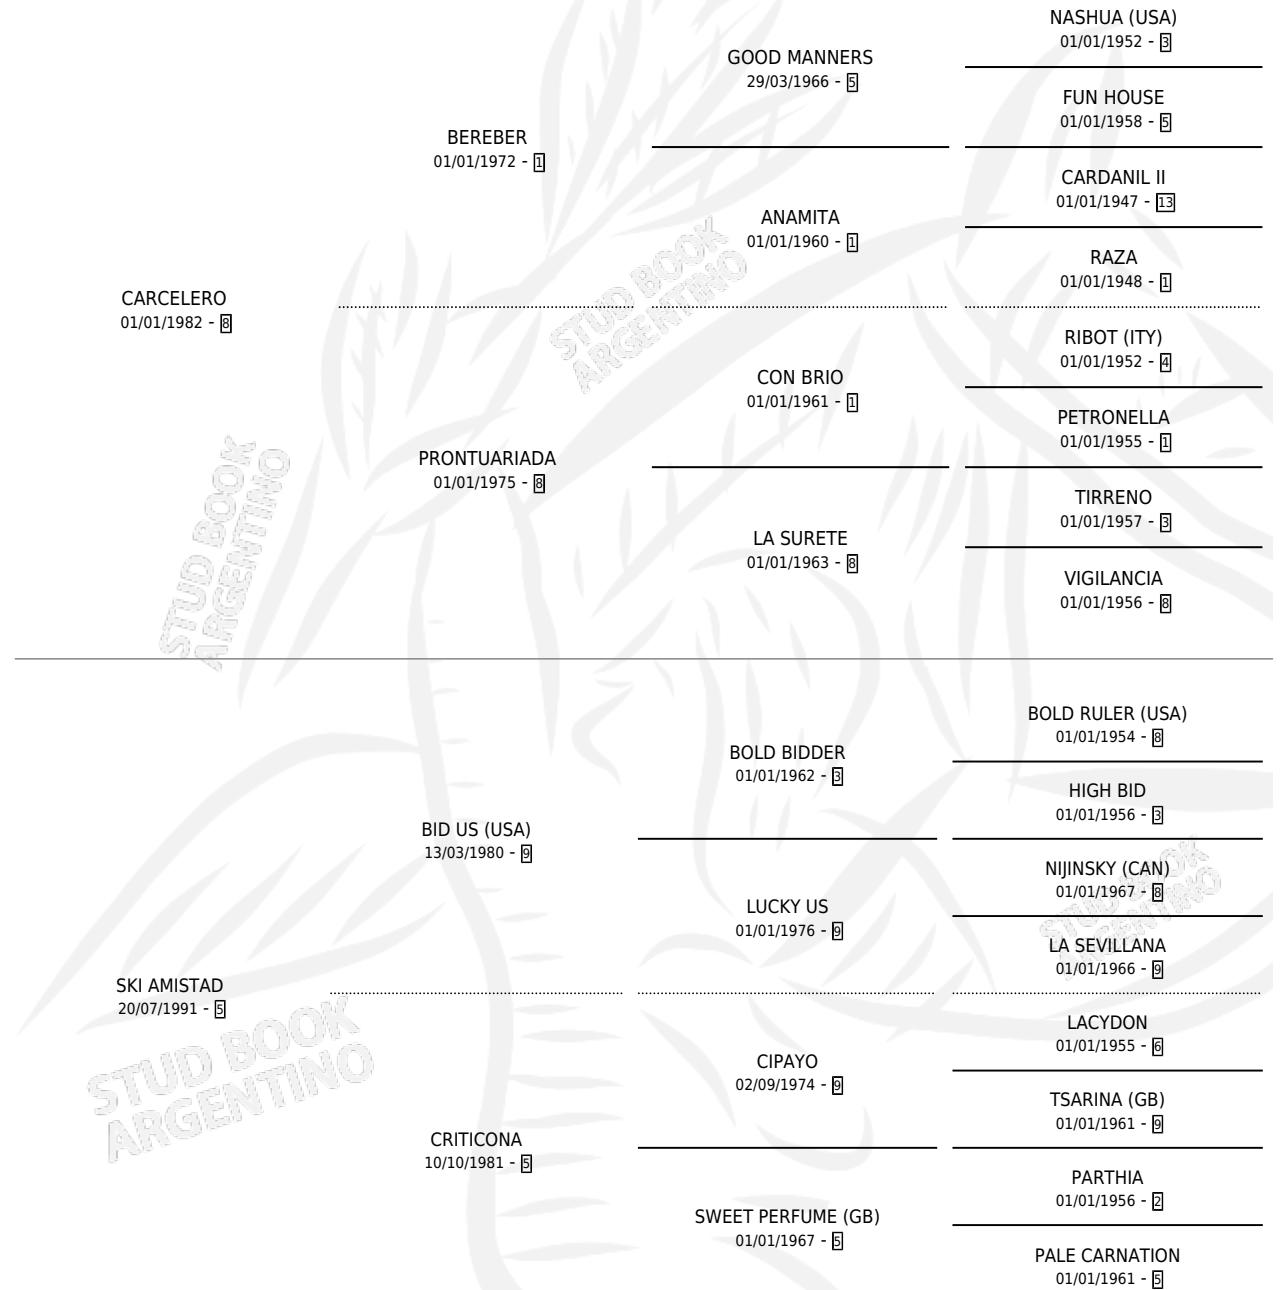 NASHUA (USA)
01/01/1952 - 3
GOOD MANNERS
29/03/1966 - 5
FUN HOUSE
01/01/1958 - 5
BEREBER
01/01/1972 - 1
CARDANIL II
01/01/1947 - 13
ANAMITA
01/01/1960 - 1
RAZA
01/01/1948 - 1
CARCELERO
01/01/1982 - 8
STUD BOOK
ARGENTINO
RIBOT (ITY)
01/01/1952 - 4
CON BRIO
01/01/1961 - 1
PETRONELLA
01/01/1955 - 1
PRONTUARIADA
01/01/1975 - 8
TIRRENO
01/01/1957 - 3
LA SURETE
01/01/1963 - 8
VIGILANCIA
01/01/1956 - 8
STUD BOOK
ARGENTINO
BOLD RULER (USA)
01/01/1954 - 8
BOLD BIDDER
01/01/1962 - 3
HIGH BID
01/01/1956 - 3
BID US (USA)
13/03/1980 - 9
NIJINSKY (CAN)
01/01/1967 - 8
LUCKY US
01/01/1976 - 9
STUD BOOK
ARGENTINO
LA SEVILLANA
01/01/1966 - 9
SKI AMISTAD
20/07/1991 - 5
LACYDON
01/01/1955 - 6
STUD BOOK
ARGENTINO
CIPAYO
02/09/1974 - 9
TSARINA (GB)
01/01/1961 - 9
CRITICONA
10/10/1981 - 5
PARTHIA
01/01/1956 - 2
SWEET PERFUME (GB)
01/01/1967 - 5
PALE CARNATION
01/01/1961 - 5